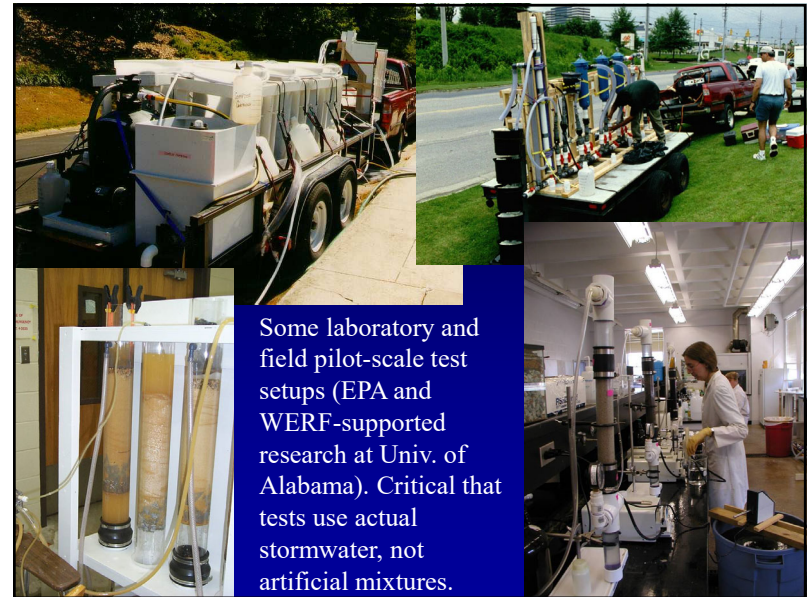 Some laboratory and
field pilot-scale test
setups (EPA and
WERF-supported
research at Univ. of
Alabama). Critical that
tests use actual
stormwater, not
artificial mixtures.